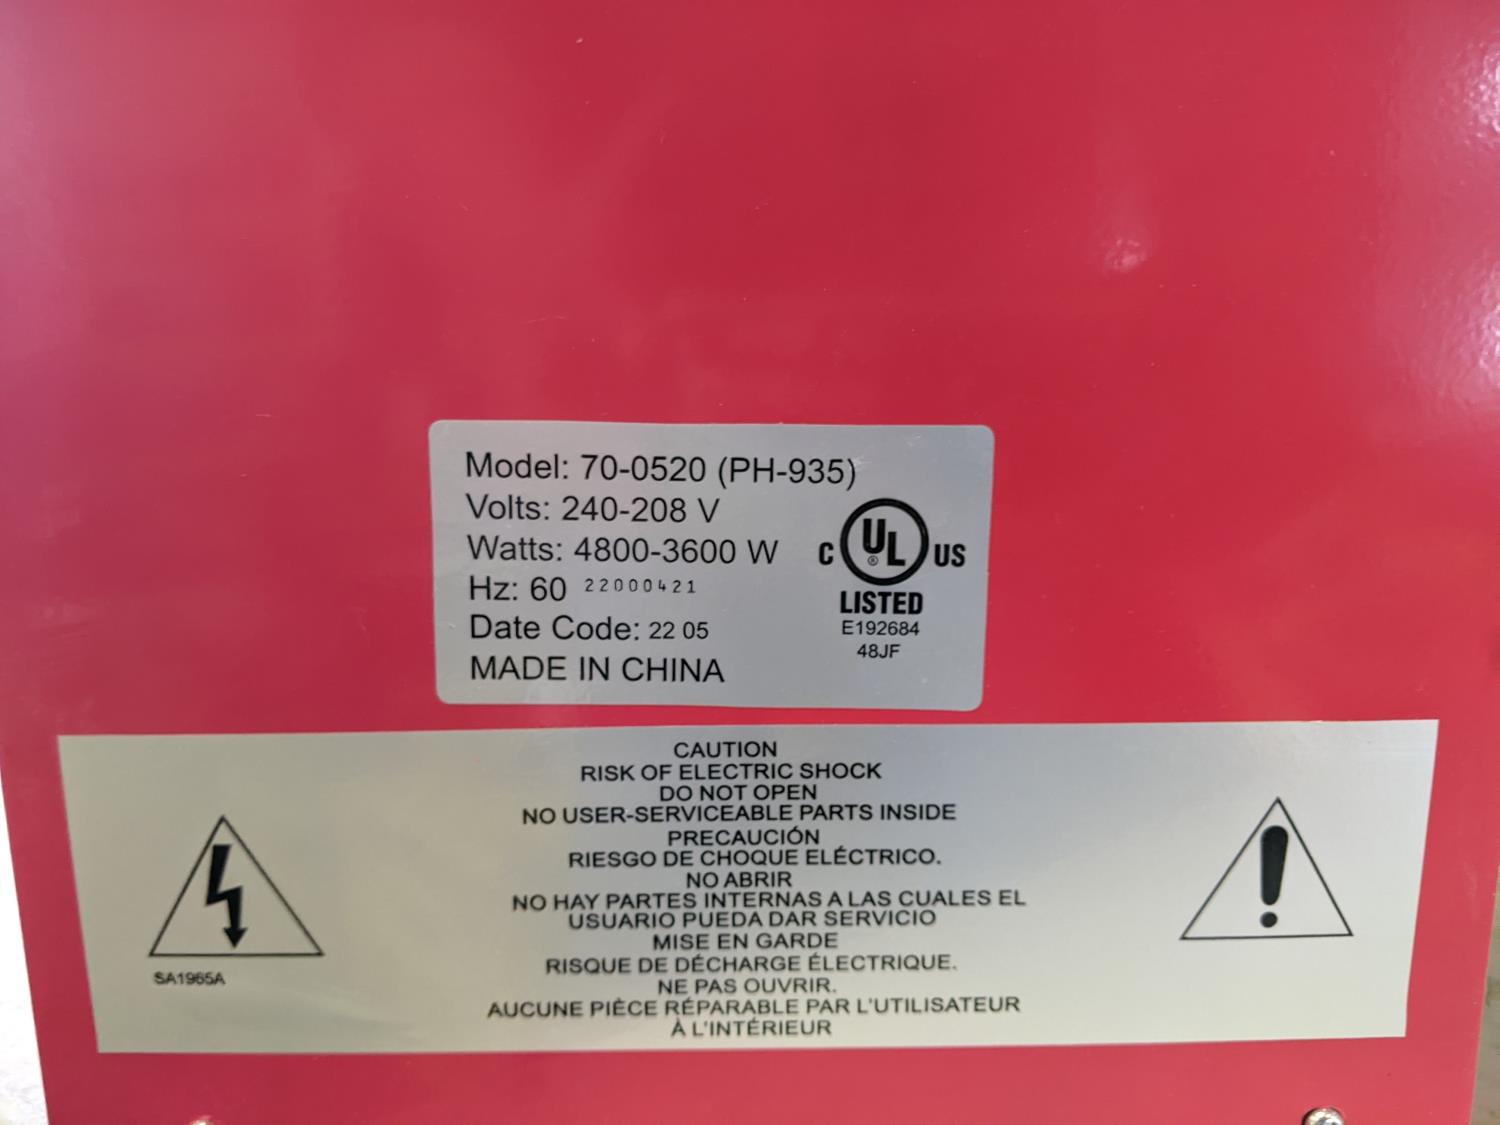 Model: 70-0520 (PH-935)
Volts: 240-208 V
Watts: 4800-3600 W
Hz: 60 22000421
Date Code: 22 05
MADE IN CHINA
C UL ® US
LISTED
E192684
48JF
CAUTION
RISK OF ELECTRIC SHOCK
DO NOT OPEN
NO USER-SERVICEABLE PARTS INSIDE
PRECAUCIÓN
RIESGO DE CHOQUE ELÉCTRICO.
NO ABRIR
NO HAY PARTES INTERNAS A LAS CUALES EL
USUARIO PUEDA DAR SERVICIO
MISE EN GARDE
RISQUE DE DÉCHARGE ÉLECTRIQUE.
NE PAS OUVRIR.
AUCUNE PIÈCE RÉPARABLE PAR L'UTILISATEUR
À L'INTÉRIEUR
SA1965A